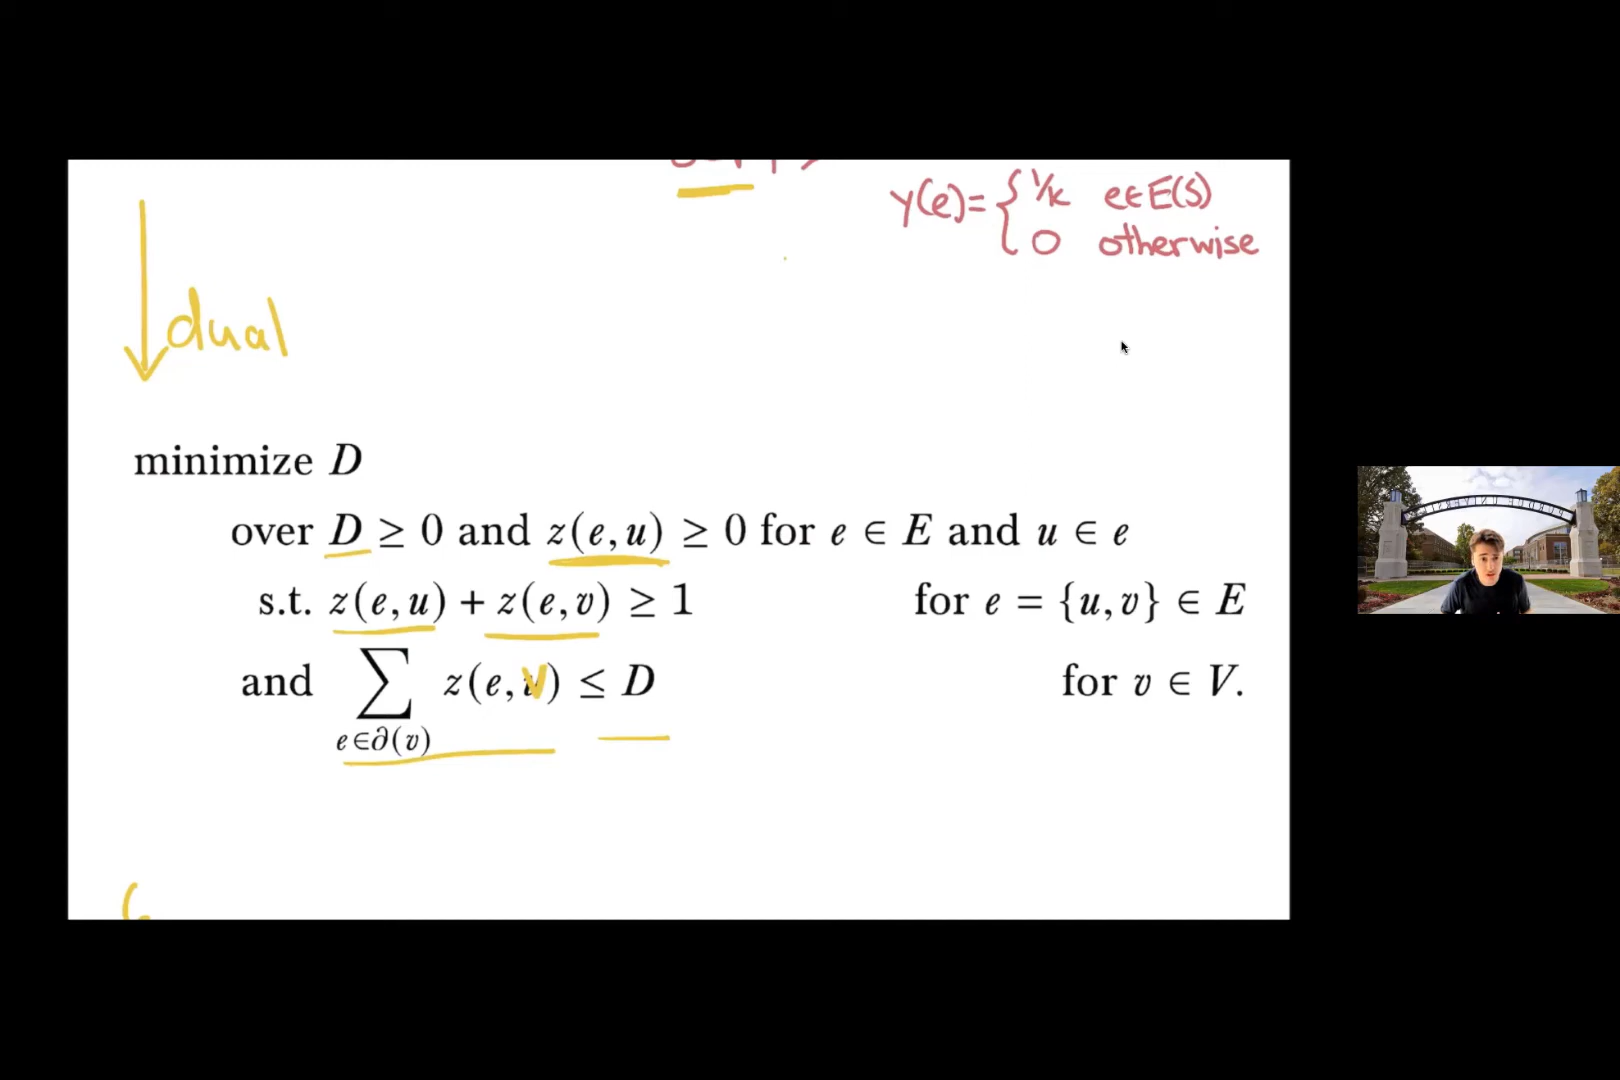 y(e)= { 1/k e∈E(S)
0 otherwise
dual
minimize D
over D ≥ 0 and z(e, u) ≥ 0 for e ∈ E and u ∈ e
s.t. z(e, u) + z(e, v) ≥ 1 for e = {u, v} ∈ E
and ∑ z(e, v) ≤ D for v ∈ V.
e∈∂(v)